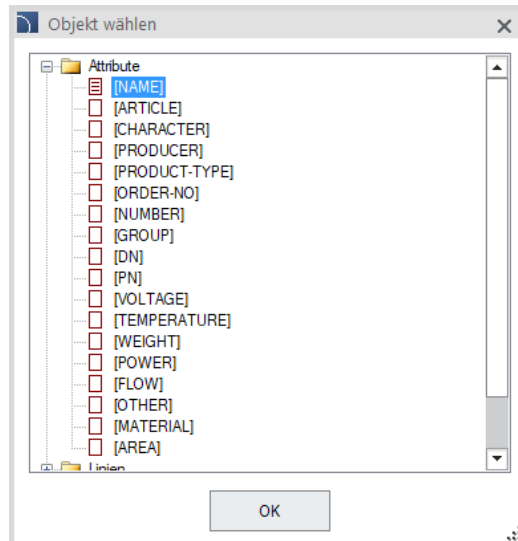 Objekt wählen
Attribute
[NAME]
[ARTICLE]
[CHARACTER]
[PRODUCER]
[PRODUCT-TYPE]
[ORDER-NO]
[NUMBER]
[GROUP]
[DN]
[PN]
[VOLTAGE]
[TEMPERATURE]
[WEIGHT]
[POWER]
[FLOW]
[OTHER]
[MATERIAL]
[AREA]
Linien
OK